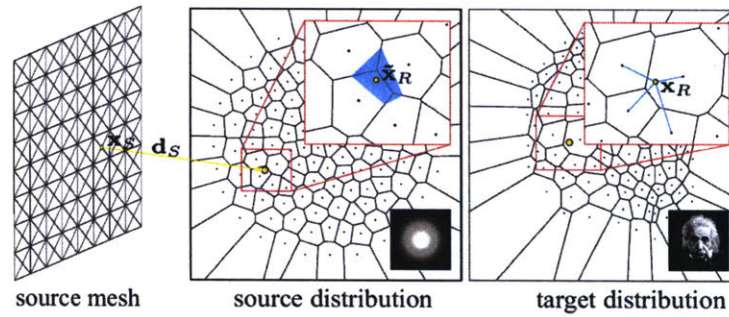 x_S d_S
x̃_R
x_R
source mesh
source distribution
target distribution